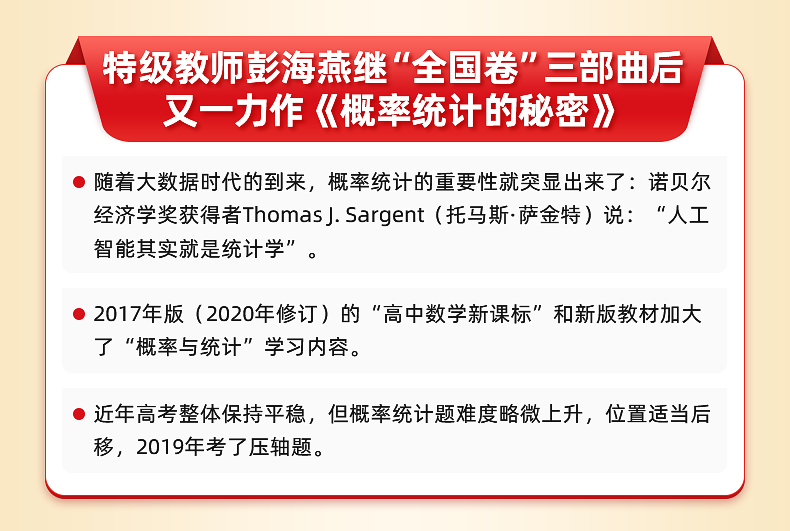 特级教师彭海燕继“全国卷”三部曲后
又一力作《概率统计的秘密》
随着大数据时代的到来，概率统计的重要性就突显出来了：诺贝尔
经济学奖获得者Thomas J. Sargent（托马斯·萨金特）说：“人工
智能其实就是统计学”。
2017年版（2020年修订）的“高中数学新课标”和新版教材加大
了“概率与统计”学习内容。
近年高考整体保持平稳，但概率统计题难度略微上升，位置适当后
移，2019年考了压轴题。